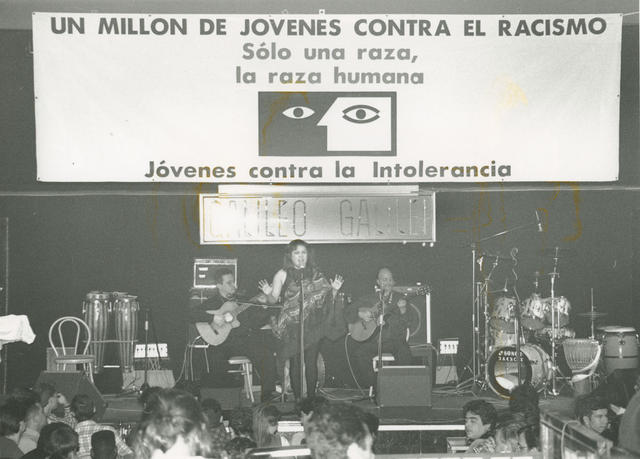 UN MILLON DE JOVENES CONTRA EL RACISMO
Sólo una raza,
la raza humana
Jóvenes contra la Intolerancia
GALILEO GALILEI
SONOR